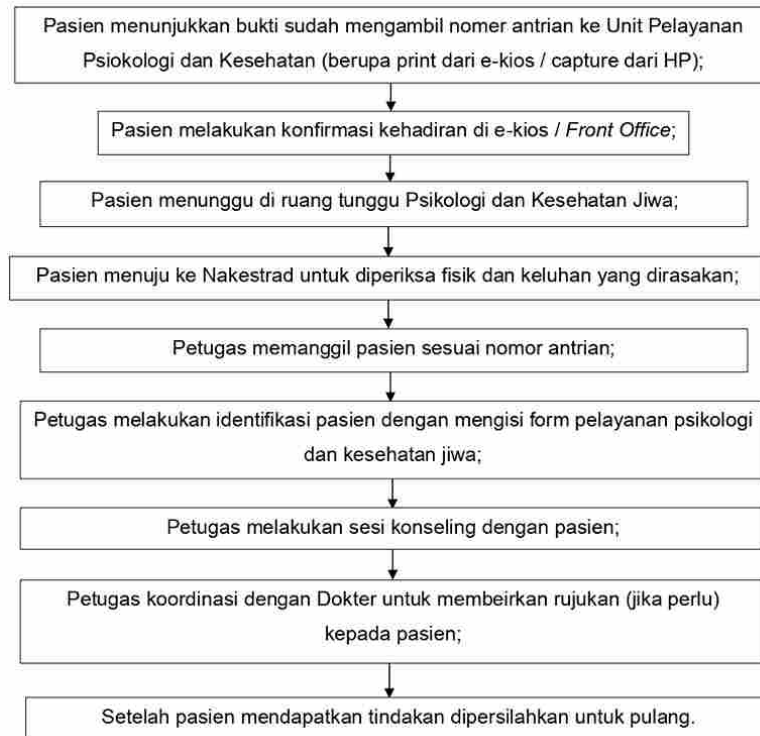 Pasien menunjukkan bukti sudah mengambil nomer antrian ke Unit Pelayanan
Psiokologi dan Kesehatan (berupa print dari e-kios / capture dari HP);
Pasien melakukan konfirmasi kehadiran di e-kios / Front Office;
Pasien menunggu di ruang tunggu Psikologi dan Kesehatan Jiwa;
Pasien menuju ke Nakestrad untuk diperiksa fisik dan keluhan yang dirasakan;
Petugas memanggil pasien sesuai nomor antrian;
Petugas melakukan identifikasi pasien dengan mengisi form pelayanan psikologi
dan kesehatan jiwa;
Petugas melakukan sesi konseling dengan pasien;
Petugas koordinasi dengan Dokter untuk membeirkan rujukan (jika perlu)
kepada pasien;
Setelah pasien mendapatkan tindakan dipersilahkan untuk pulang.